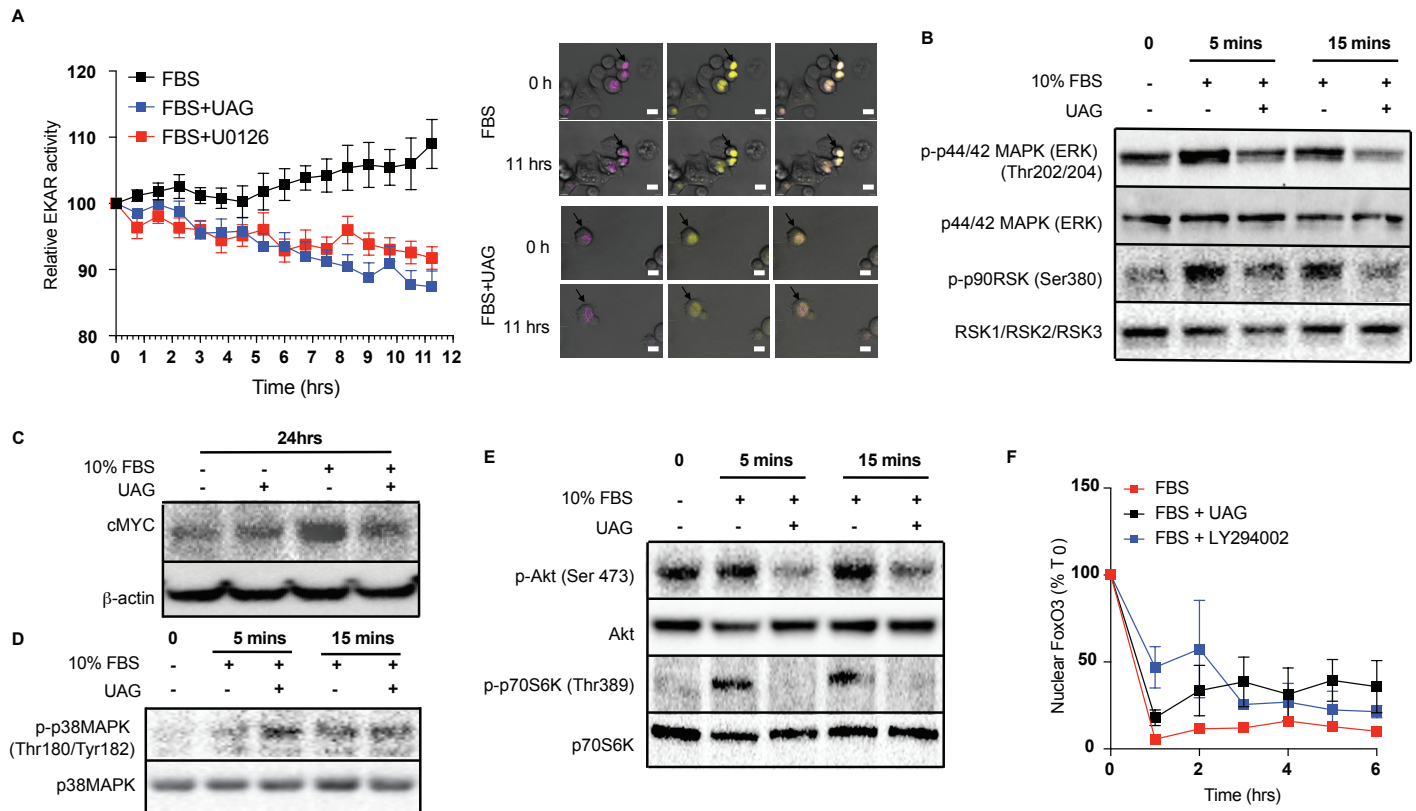 A
120
110
100
90
80
Relative EKAR activity
FBS
FBS+UAG
FBS+U0126
0 1 2 3 4 5 6 7 8 9 10 11 12
Time (hrs)
FBS
0 h
11 hrs
FBS+UAG
0 h
11 hrs
B
0 5 mins 15 mins
10% FBS - + + + +
UAG - - + - +
p-p44/42 MAPK (ERK)
(Thr202/204)
p44/42 MAPK (ERK)
p-p90RSK (Ser380)
RSK1/RSK2/RSK3
C
24hrs
10% FBS - - + +
UAG - + - +
cMYC
β-actin
D
0 5 mins 15 mins
10% FBS - + + + +
UAG - - + - +
p-p38MAPK
(Thr180/Tyr182)
p38MAPK
E
0 5 mins 15 mins
10% FBS - + + + +
UAG - - + - +
p-Akt (Ser 473)
Akt
p-p70S6K (Thr389)
p70S6K
F
FBS
FBS + UAG
FBS + LY294002
150
100
50
0
Nuclear FoxO3 (% T 0)
0 2 4 6
Time (hrs)